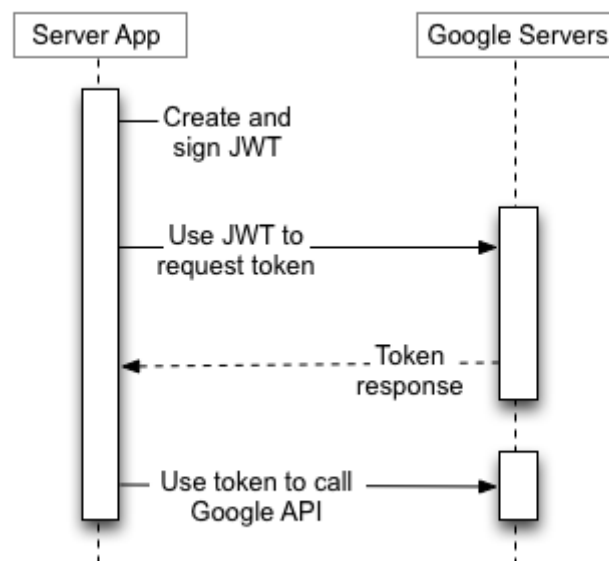 Server App
Google Servers
Create and
sign JWT
Use JWT to
request token
Token
response
Use token to call
Google API